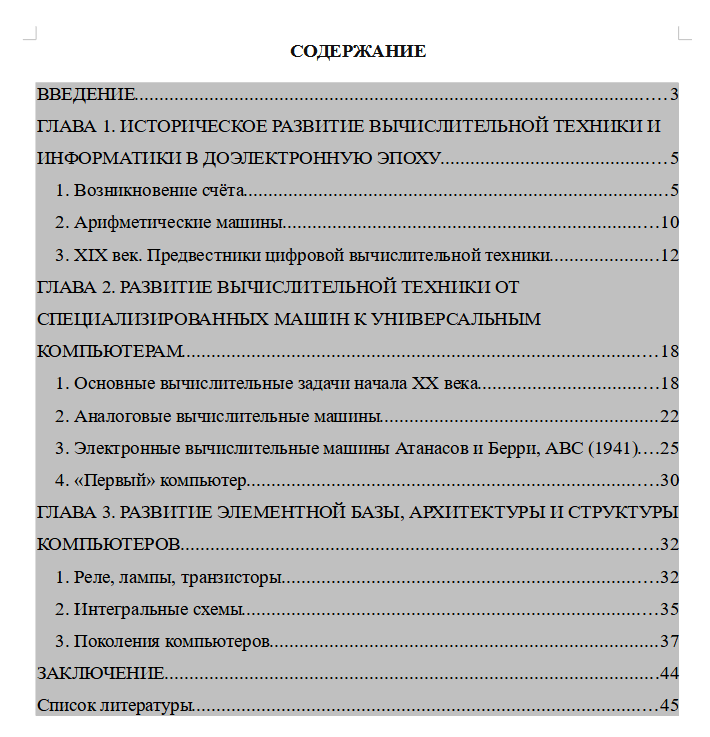 СОДЕРЖАНИЕ
ВВЕДЕНИЕ..........................................................................................3
ГЛАВА 1. ИСТОРИЧЕСКОЕ РАЗВИТИЕ ВЫЧИСЛИТЕЛЬНОЙ ТЕХНИКИ И
ИНФОРМАТИКИ В ДОЭЛЕКТРОННУЮ ЭПОХУ.....................................5
1. Возникновение счёта.....................................................................5
2. Арифметические машины.............................................................10
3. XIX век. Предвестники цифровой вычислительной техники...................12
ГЛАВА 2. РАЗВИТИЕ ВЫЧИСЛИТЕЛЬНОЙ ТЕХНИКИ ОТ
СПЕЦИАЛИЗИРОВАННЫХ МАШИН К УНИВЕРСАЛЬНЫМ
КОМПЬЮТЕРАМ................................................................................18
1. Основные вычислительные задачи начала XX века...............................18
2. Аналоговые вычислительные машины................................................22
3. Электронные вычислительные машины Атанасов и Берри, ABC (1941)....25
4. «Первый» компьютер......................................................................30
ГЛАВА 3. РАЗВИТИЕ ЭЛЕМЕНТНОЙ БАЗЫ, АРХИТЕКТУРЫ И СТРУКТУРЫ
КОМПЬЮТЕРОВ.................................................................................32
1. Реле, лампы, транзисторы...............................................................32
2. Интегральные схемы......................................................................35
3. Поколения компьютеров.................................................................37
ЗАКЛЮЧЕНИЕ...................................................................................44
Список литературы..............................................................................45